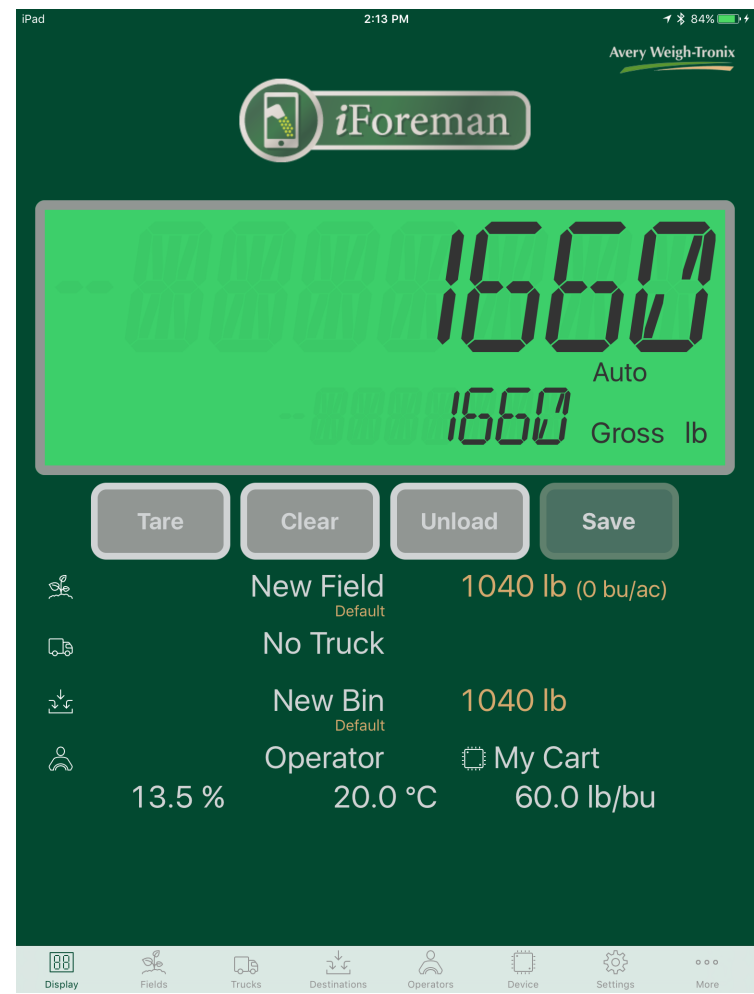 iPad 2:13 PM 84%
Avery Weigh-Tronix
iForeman
1660
Auto
1660 Gross lb
Tare Clear Unload Save
New Field 1040 lb (0 bu/ac)
Default
No Truck
New Bin 1040 lb
Default
Operator My Cart
13.5 % 20.0 °C 60.0 lb/bu
88
Display Fields Trucks Destinations Operators Device Settings More